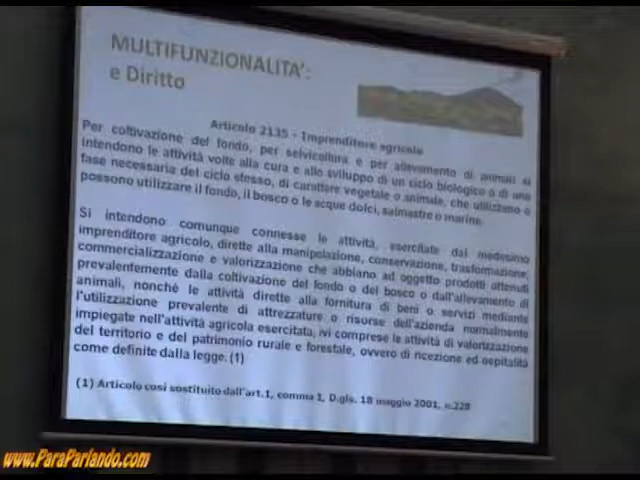 MULTIFUNZIONALITA':
e Diritto
Articolo 2135 - Imprenditore agricolo
Per coltivazione del fondo, per selvicoltura e per allevamento di animali si
intendono le attività volte alla cura e allo sviluppo di un ciclo biologico o di una
fase necessaria del ciclo stesso, di carattere vegetale o animale, che utilizzano o
possono utilizzare il fondo, il bosco o le acque dolci, salmastre o marine.
Si intendono comunque connesse le attività, esercitate dal medesimo
imprenditore agricolo, dirette alla manipolazione, conservazione, trasformazione,
commercializzazione e valorizzazione che abbiano ad oggetto prodotti ottenuti
prevalentemente dalla coltivazione del fondo o del bosco o dall'allevamento di
animali, nonché le attività dirette alla fornitura di beni o servizi mediante
l'utilizzazione prevalente di attrezzature o risorse dell'azienda normalmente
impiegate nell'attività agricola esercitata, ivi comprese le attività di valorizzazione
del territorio e del patrimonio rurale e forestale, ovvero di ricezione ed ospitalità
come definite dalla legge. (1)
(1) Articolo così sostituito dall'art.1, comma 1, D.gls. 18 maggio 2001, n.228
www.ParaParlando.com